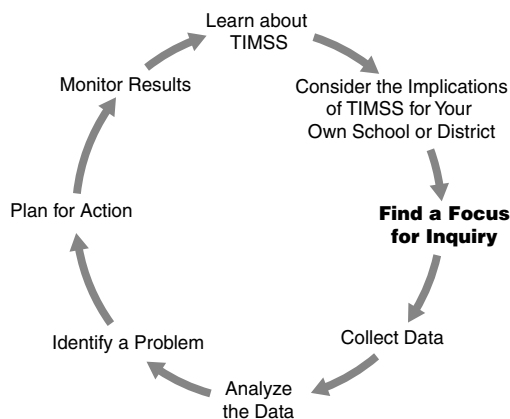 Learn about
TIMSS
Consider the Implications
of TIMSS for Your
Own School or District
Find a Focus
for Inquiry
Collect Data
Analyze
the Data
Identify a Problem
Plan for Action
Monitor Results